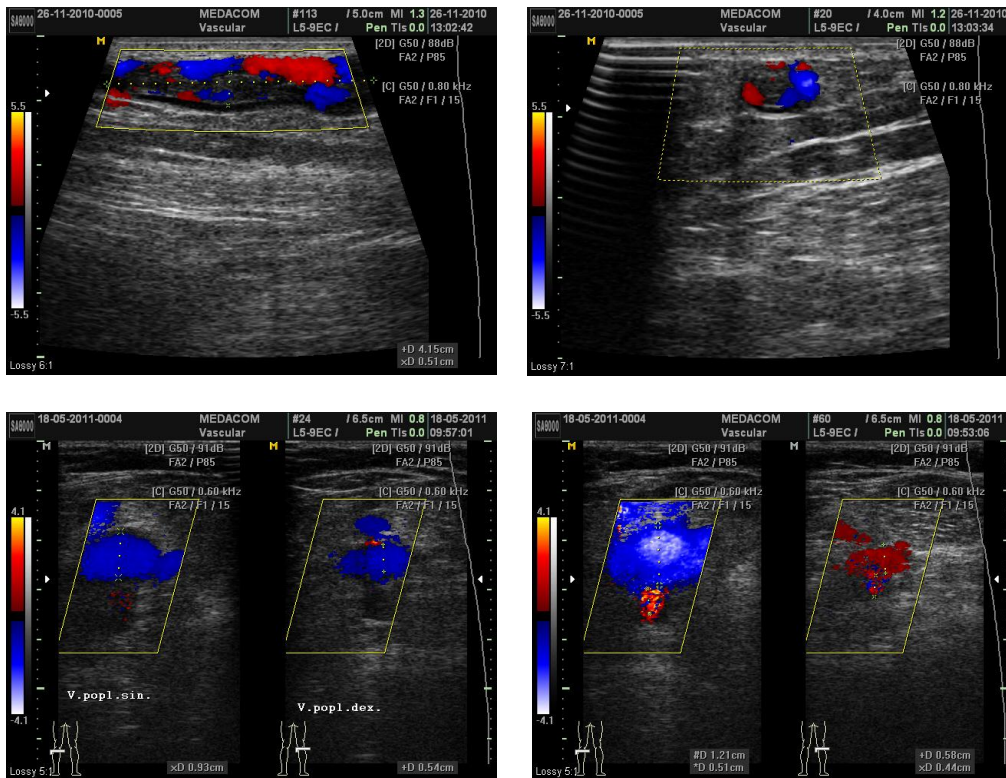 SA8000 26-11-2010-0005 MEDACOM #113 / 5.0cm MI 1.3 26-11-2010
Vascular L5-9EC / Pen TIs 0.0 13:02:42
M
[2D] G50 / 88dB
FA2 / P85
[C] G50 / 0.80 kHz
FA2 / F1 / 15
5.5
-5.5
+D 4.15cm
×D 0.51cm
Lossy 6:1
SA8000 26-11-2010-0005 MEDACOM #20 / 4.0cm MI 1.2 26-11-2010
Vascular L5-9EC / Pen TIs 0.0 13:03:34
M
[2D] G50 / 88dB
FA2 / P85
[C] G50 / 0.80 kHz
FA2 / F1 / 15
5.5
-5.5
Lossy 7:1
SA8000 18-05-2011-0004 MEDACOM #24 / 6.5cm MI 0.8 18-05-2011
Vascular L5-9EC / Pen TIs 0.0 09:57:01
M M
[2D] G50 / 91dB [2D] G50 / 91dB
FA2 / P85 FA2 / P85
[C] G50 / 0.60 kHz [C] G50 / 0.60 kHz
FA2 / F1 / 15 FA2 / F1 / 15
4.1
-4.1
V.popl.sin. V.popl.dex.
×D 0.93cm +D 0.54cm
Lossy 5:1
SA8000 18-05-2011-0004 MEDACOM #60 / 6.5cm MI 0.8 18-05-2011
Vascular L5-9EC / Pen TIs 0.0 09:53:06
M M
[2D] G50 / 91dB [2D] G50 / 91dB
FA2 / P85 FA2 / P85
[C] G50 / 0.60 kHz [C] G50 / 0.60 kHz
FA2 / F1 / 15 FA2 / F1 / 15
4.1
-4.1
#D 1.21cm +D 0.58cm
*D 0.51cm ×D 0.44cm
Lossy 5:1